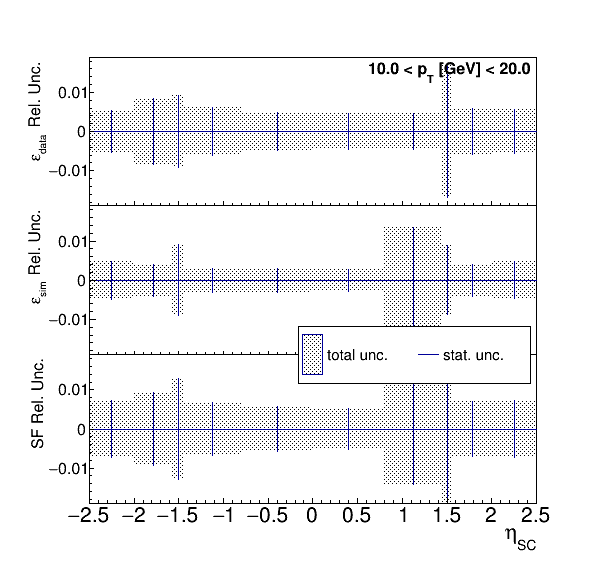 10.0 < p_T [GeV] < 20.0
ε_data Rel. Unc.
0.01
0
−0.01
ε_sim Rel. Unc.
0.01
0
−0.01
total unc. stat. unc.
SF Rel. Unc.
0.01
0
−0.01
−2.5 −2 −1.5 −1 −0.5 0 0.5 1 1.5 2 2.5
η_SC